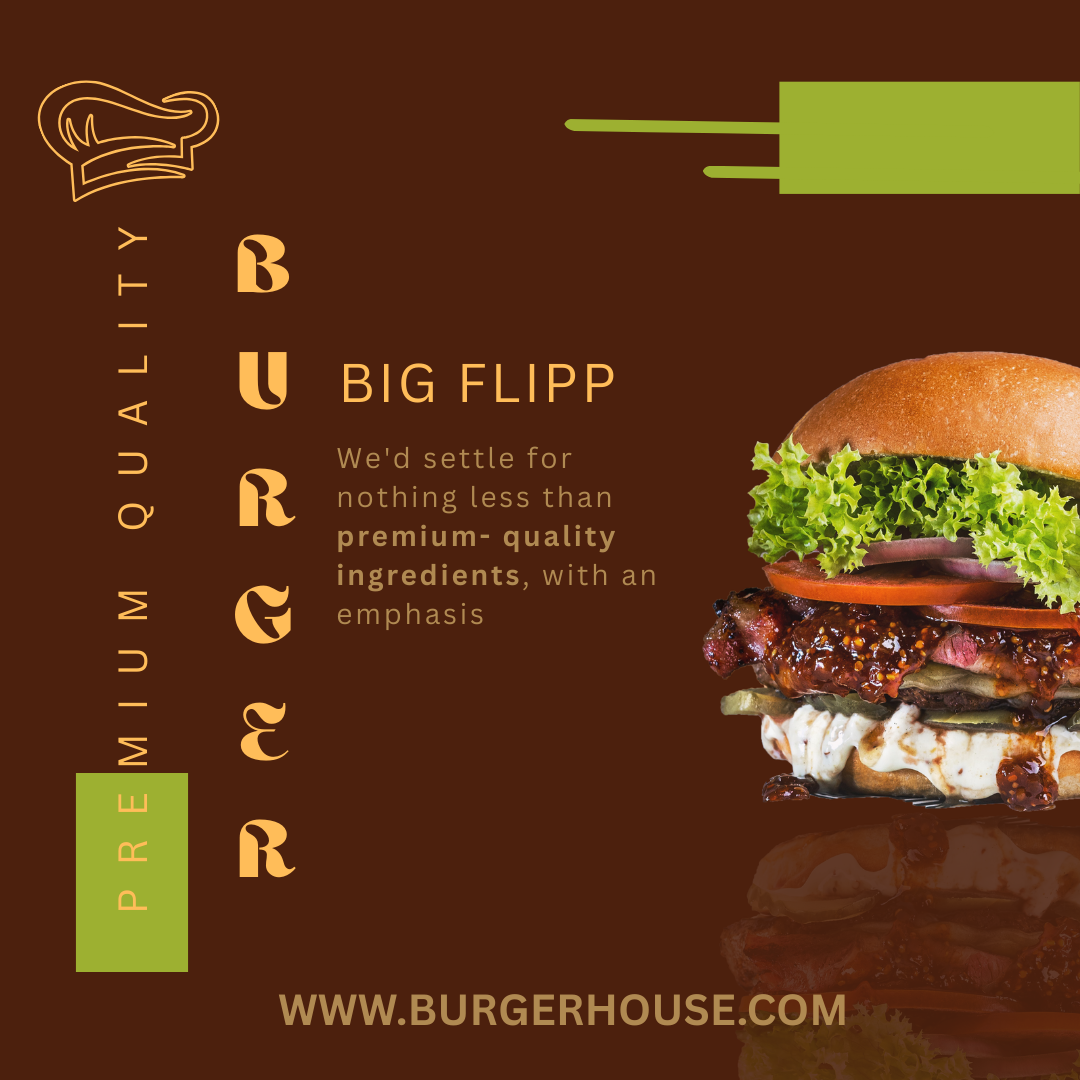 PREMIUM QUALITY
BURGER
BIG FLIPP
We'd settle for
nothing less than
premium- quality
ingredients, with an
emphasis
WWW.BURGERHOUSE.COM